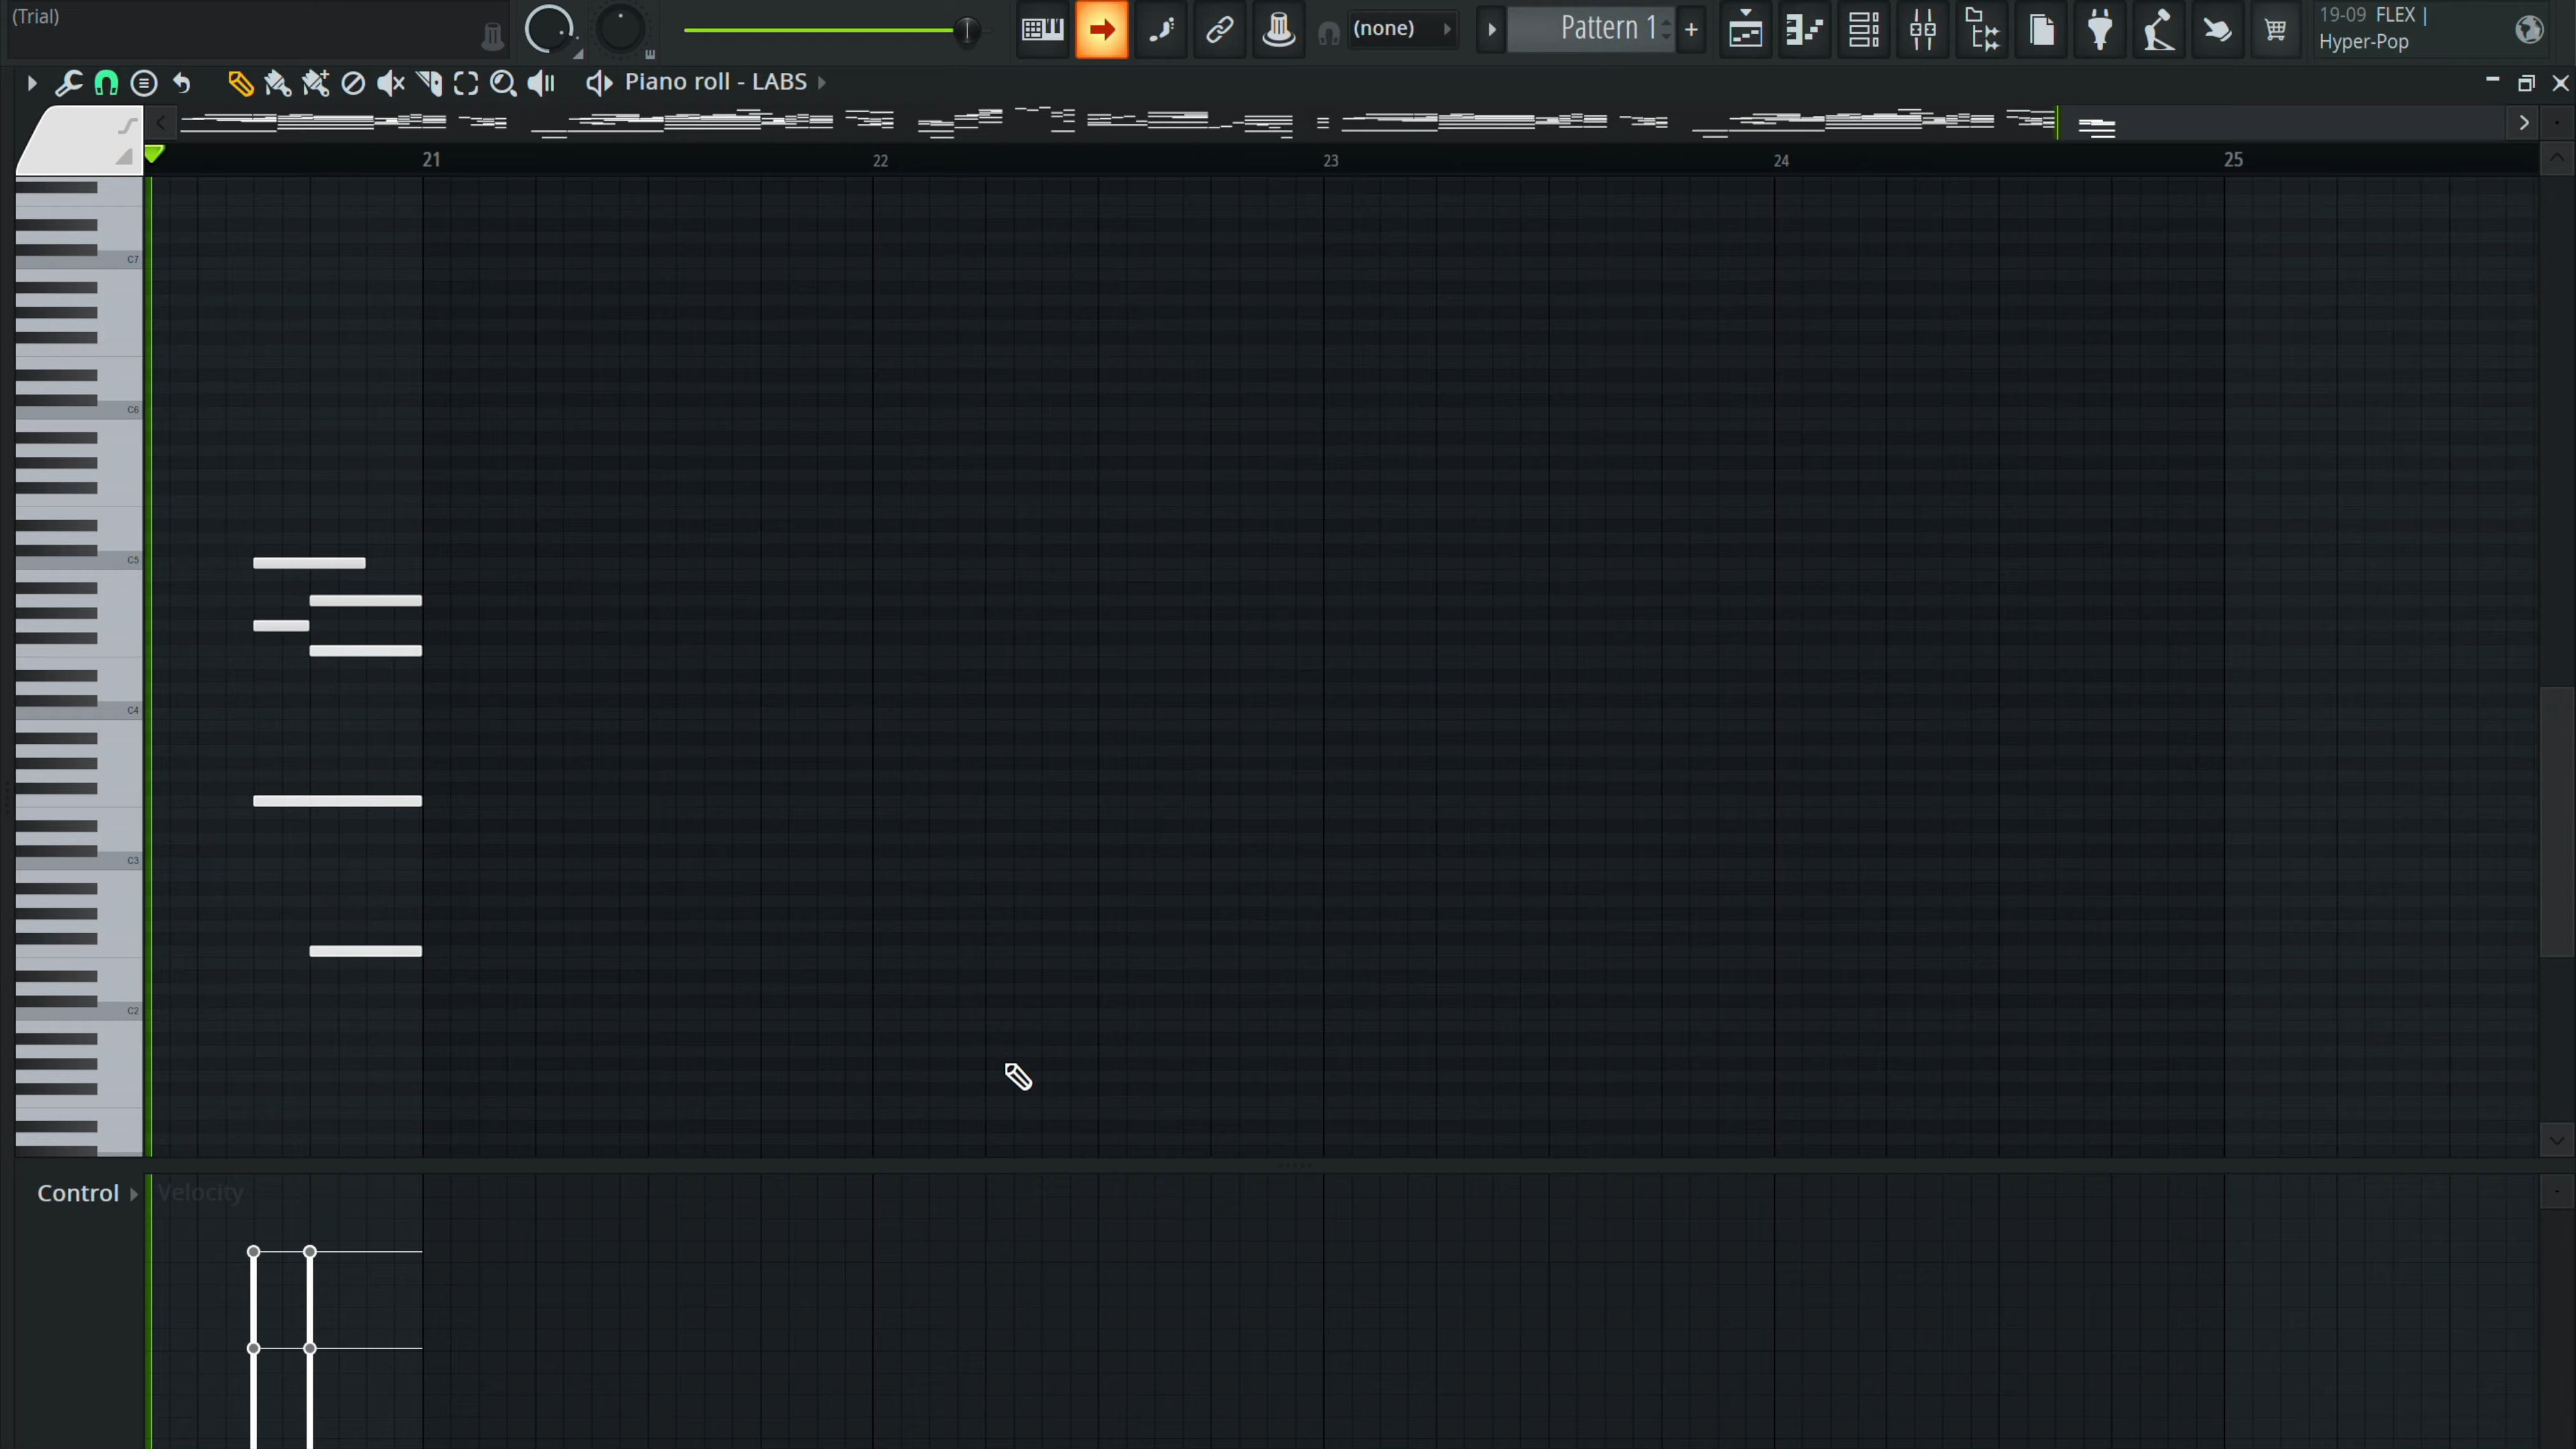 (Trial)
(none)
Pattern 1
+
19-09 FLEX |
Hyper-Pop
Piano roll - LABS
21
22
23
24
25
C7
C6
C5
C4
C3
C2
Control
Velocity